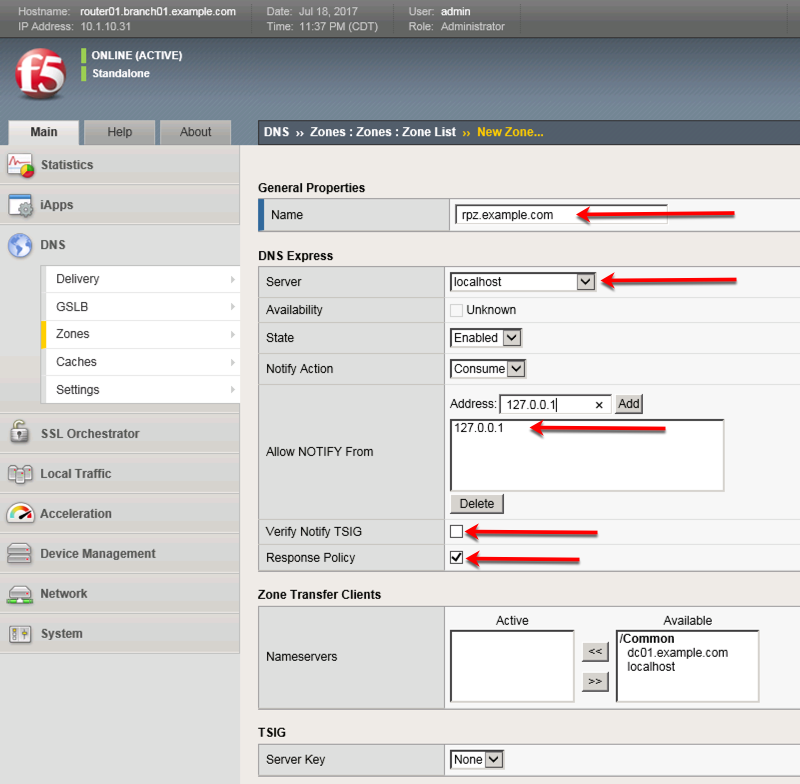 Hostname: router01.branch01.example.com Date: Jul 18, 2017 User: admin
IP Address: 10.1.10.31 Time: 11:37 PM (CDT) Role: Administrator
f5
ONLINE (ACTIVE)
Standalone
Main Help About
DNS ›› Zones : Zones : Zone List ›› New Zone...
Statistics
iApps
DNS
Delivery
GSLB
Zones
Caches
Settings
SSL Orchestrator
Local Traffic
Acceleration
Device Management
Network
System
General Properties
Name rpz.example.com
DNS Express
Server localhost
Availability Unknown
State Enabled
Notify Action Consume
Allow NOTIFY From
Address: 127.0.0.1 × Add
127.0.0.1
Delete
Verify Notify TSIG
Response Policy
Zone Transfer Clients
Nameservers
Active Available
<< >>
/Common
dc01.example.com
localhost
TSIG
Server Key None